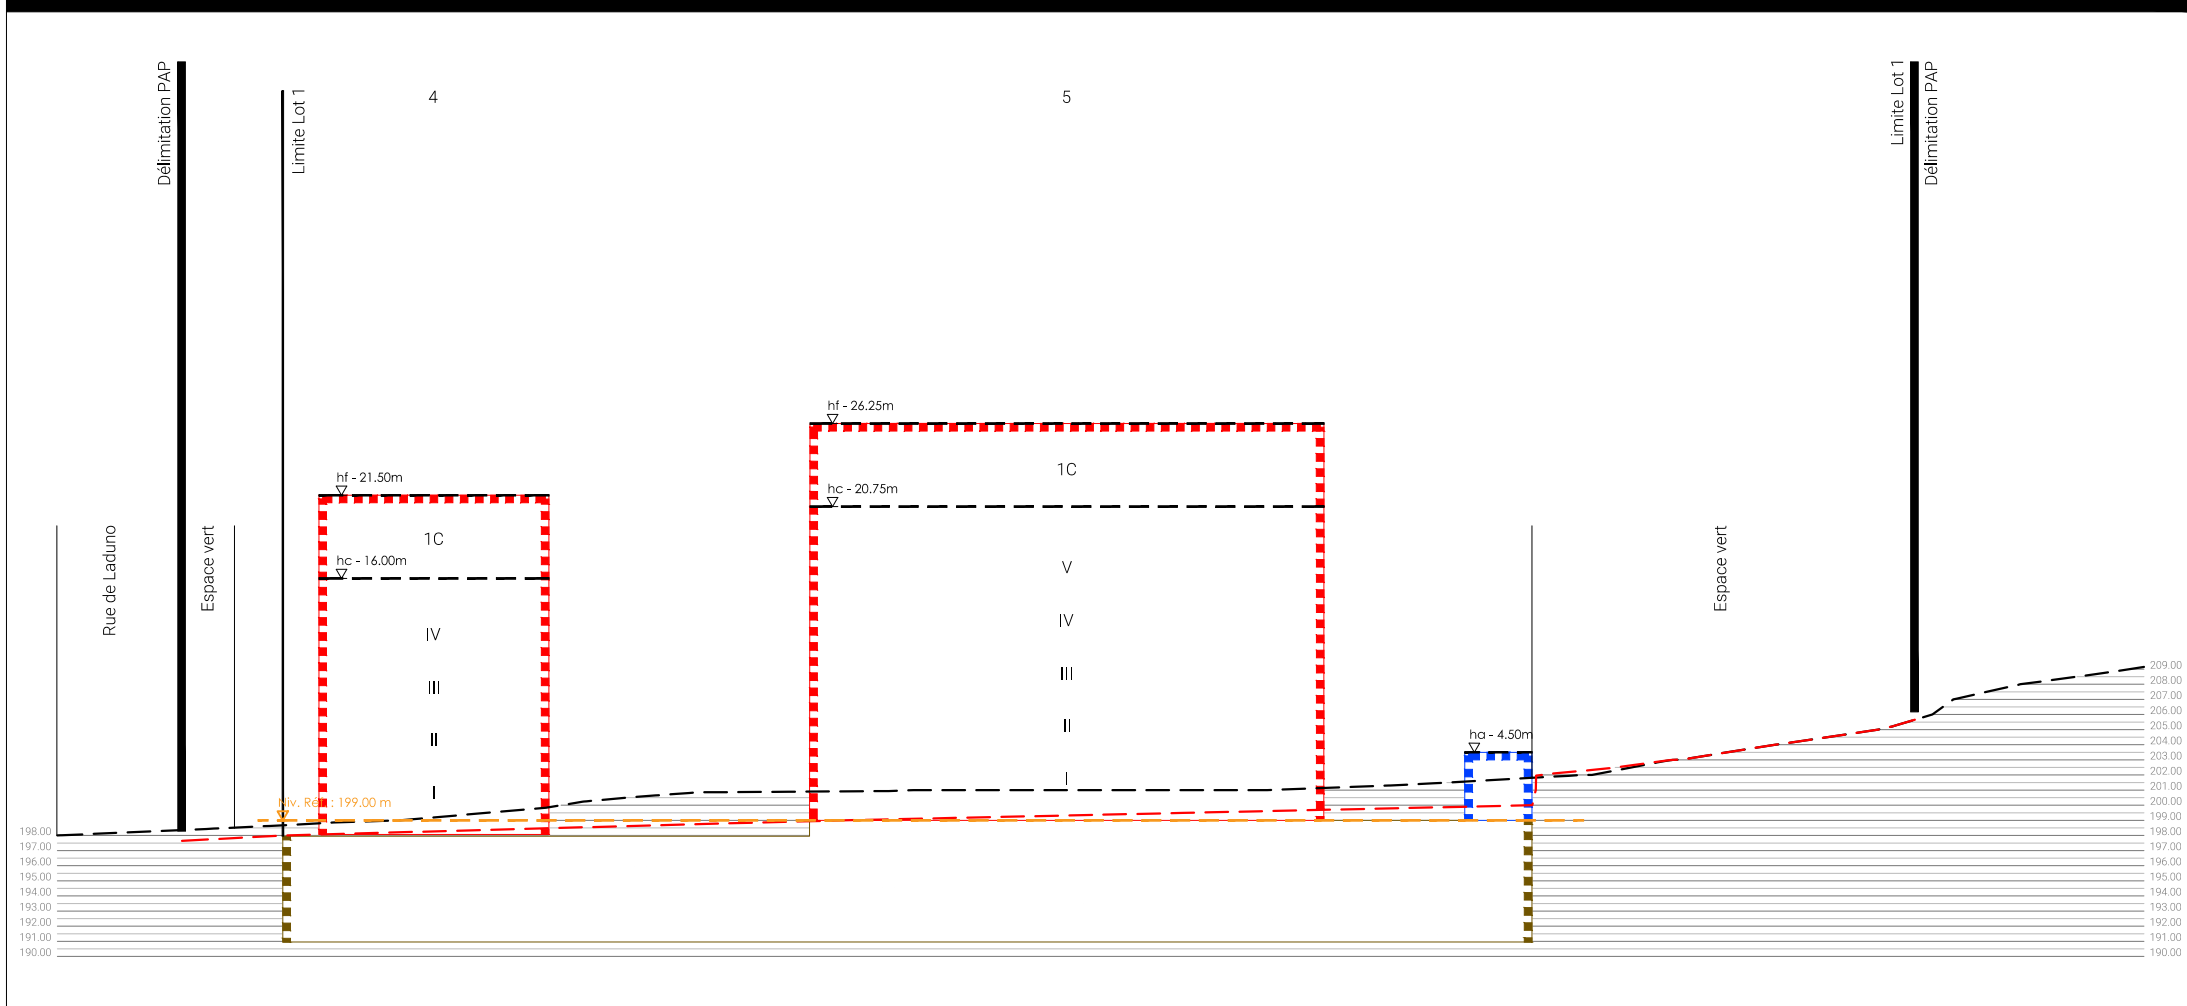 Délimitation PAP
Limite Lot 1
4
5
Limite Lot 1
Délimitation PAP
hf - 26.25m
1C
hf - 21.50m
hc - 20.75m
Rue de Laduno
Espace vert
1C
Espace vert
hc - 16.00m
V
IV
IV
III
III
II
II
ha - 4.50m
I
I
Niv. Réf. : 199.00 m
198.00
197.00
196.00
195.00
194.00
193.00
192.00
191.00
190.00
209.00
208.00
207.00
206.00
205.00
204.00
203.00
202.00
201.00
200.00
199.00
198.00
197.00
196.00
195.00
194.00
193.00
192.00
191.00
190.00